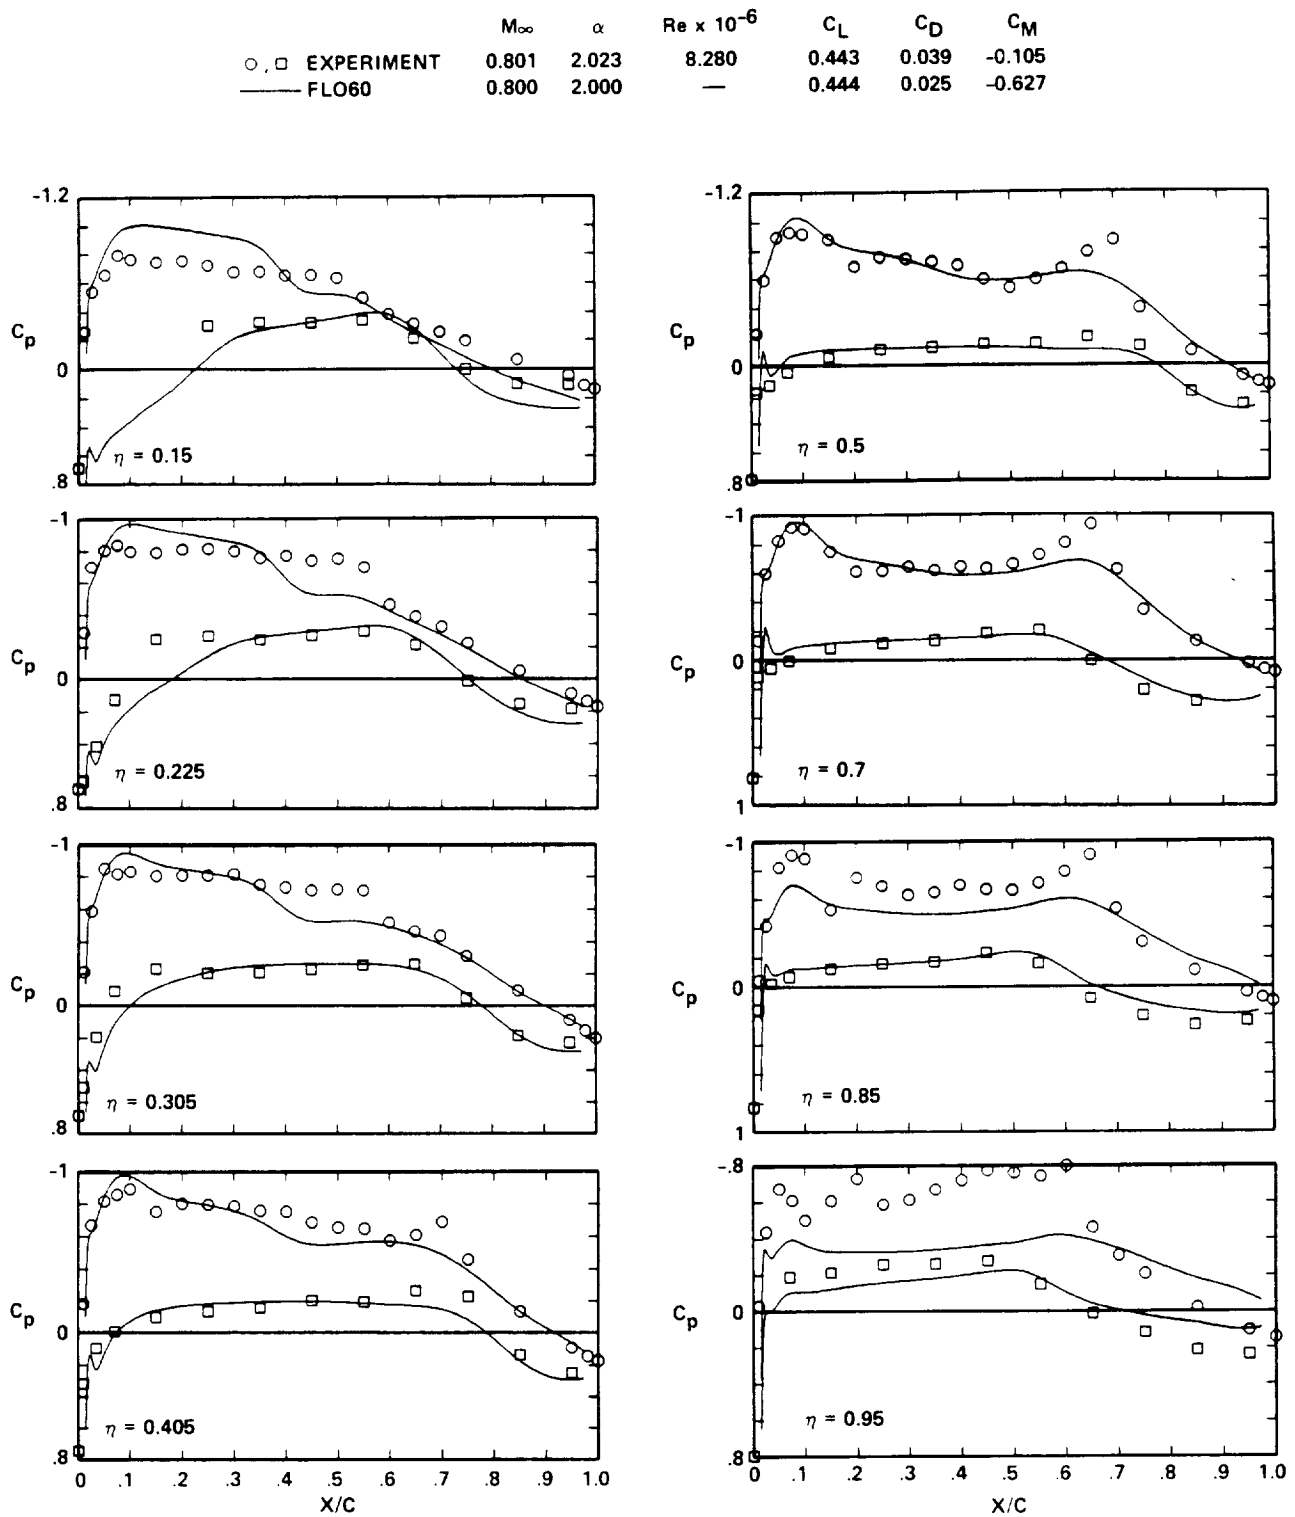 M∞ α Re x 10⁻⁶ C_L C_D C_M
○, □ EXPERIMENT 0.801 2.023 8.280 0.443 0.039 -0.105
—— FLO60 0.800 2.000 — 0.444 0.025 -0.627
-1.2
C_p
0
η = 0.15
.8
-1
C_p
0
η = 0.225
.8
-1
C_p
0
η = 0.305
.8
-1
C_p
0
η = 0.405
.8
0 .1 .2 .3 .4 .5 .6 .7 .8 .9 1.0
X/C
-1.2
C_p
0
η = 0.5
.8
-1
C_p
0
η = 0.7
1
-1
C_p
0
η = 0.85
1
-.8
C_p
0
η = 0.95
.8
0 .1 .2 .3 .4 .5 .6 .7 .8 .9 1.0
X/C